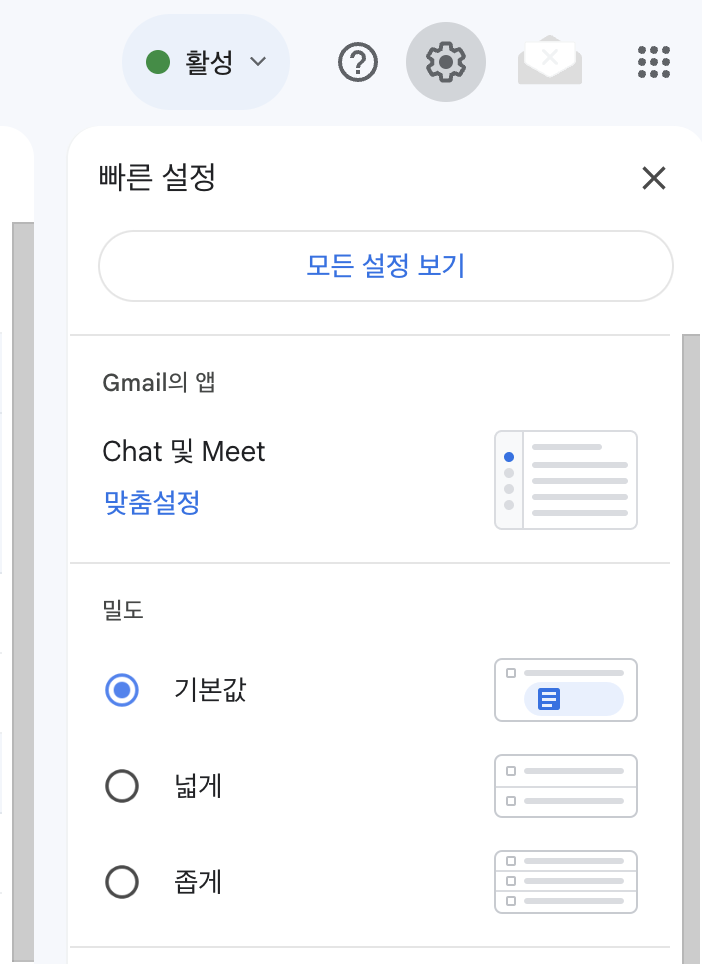 활성
빠른 설정
모든 설정 보기
Gmail의 앱
Chat 및 Meet
맞춤설정
밀도
기본값
넓게
좁게